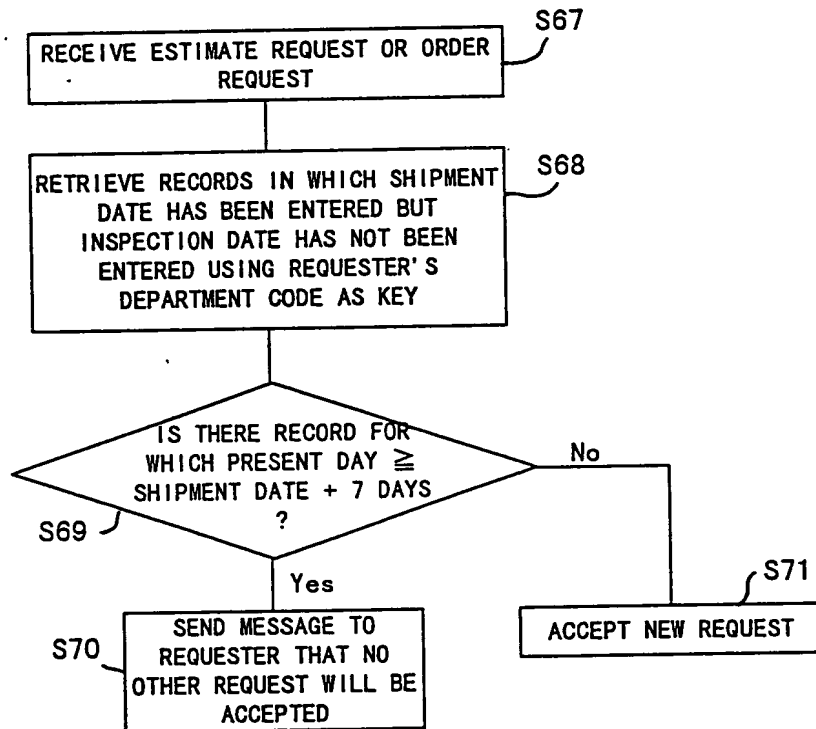 S67
RECEIVE ESTIMATE REQUEST OR ORDER
REQUEST
S68
RETRIEVE RECORDS IN WHICH SHIPMENT
DATE HAS BEEN ENTERED BUT
INSPECTION DATE HAS NOT BEEN
ENTERED USING REQUESTER'S
DEPARTMENT CODE AS KEY
IS THERE RECORD FOR
WHICH PRESENT DAY ≧
SHIPMENT DATE + 7 DAYS
?
No
S69
Yes
S71
S70
SEND MESSAGE TO
REQUESTER THAT NO
OTHER REQUEST WILL BE
ACCEPTED
ACCEPT NEW REQUEST